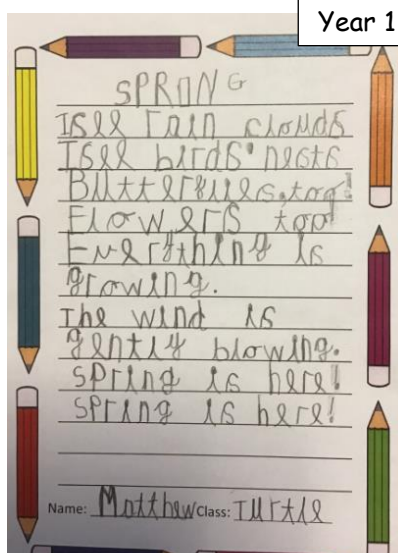 Year 1
SPRING
I see rain clouds
I see birds' nests
Butterflies, too!
Flowers too!
Everything is
growing.
The wind is
gently blowing.
spring is here!
spring is here!
Name: Matthew Class: Turtle